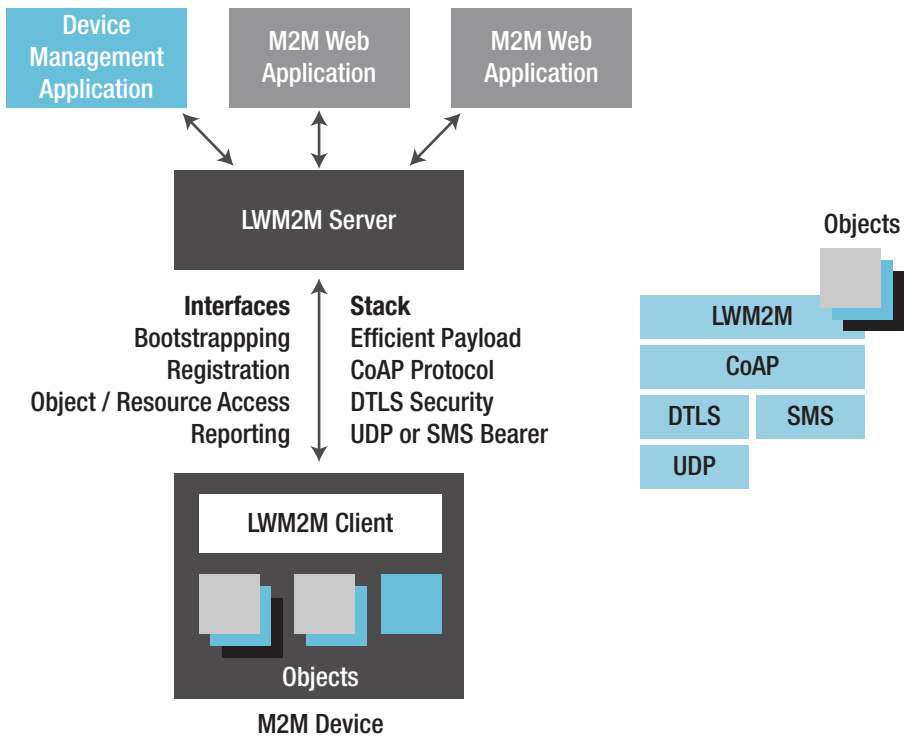 Device
Management
Application
M2M Web
Application
M2M Web
Application
LWM2M Server
Interfaces
Bootstrappping
Registration
Object / Resource Access
Reporting
Stack
Efficient Payload
CoAP Protocol
DTLS Security
UDP or SMS Bearer
LWM2M Client
Objects
M2M Device
Objects
LWM2M
CoAP
DTLS
SMS
UDP